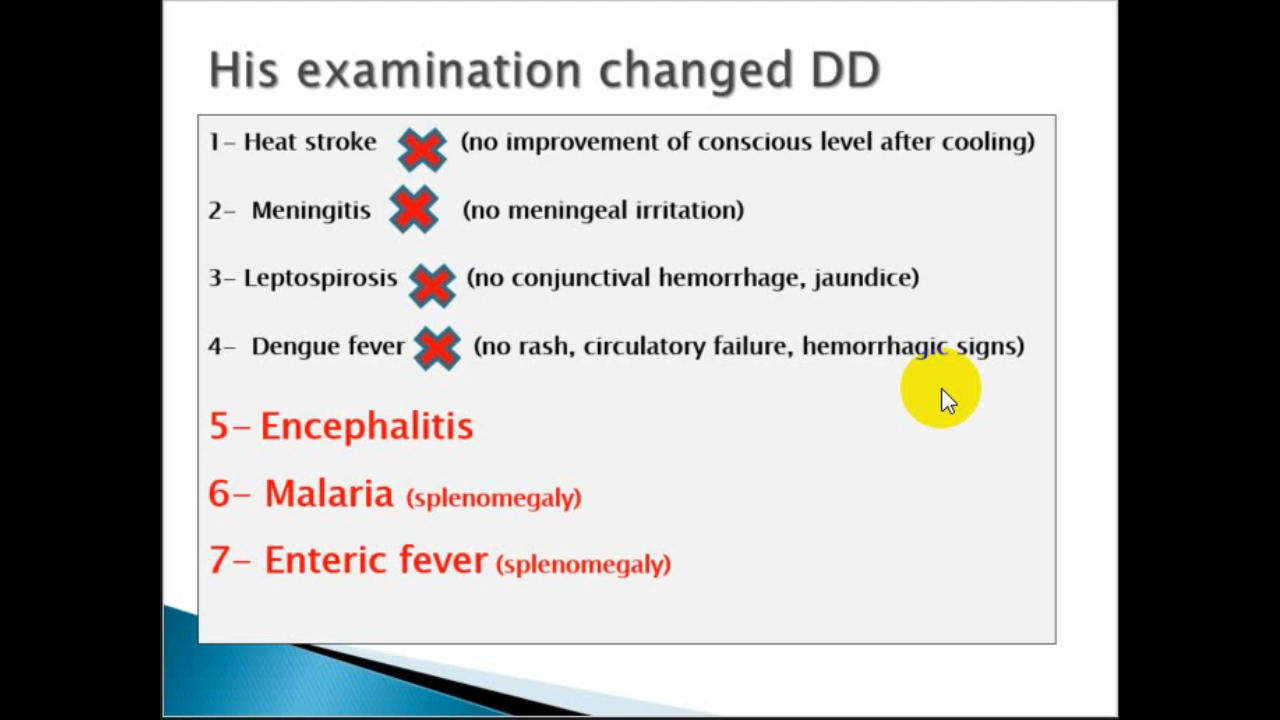 His examination changed DD
1- Heat stroke (no improvement of conscious level after cooling)
2- Meningitis (no meningeal irritation)
3- Leptospirosis (no conjunctival hemorrhage, jaundice)
4- Dengue fever (no rash, circulatory failure, hemorrhagic signs)
5- Encephalitis
6- Malaria (splenomegaly)
7- Enteric fever (splenomegaly)